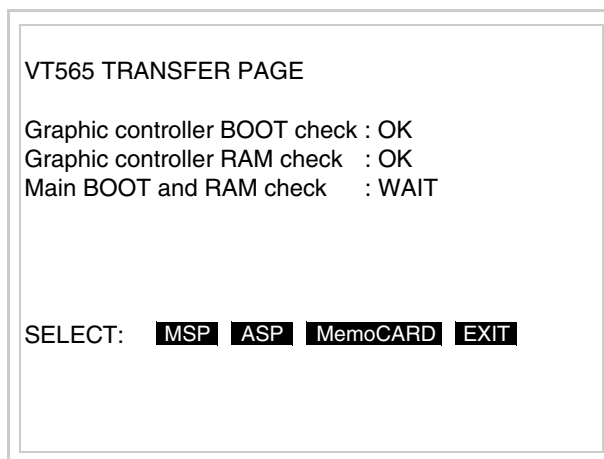 VT565 TRANSFER PAGE
Graphic controller BOOT check : OK
Graphic controller RAM check : OK
Main BOOT and RAM check : WAIT
SELECT: MSP ASP MemoCARD EXIT